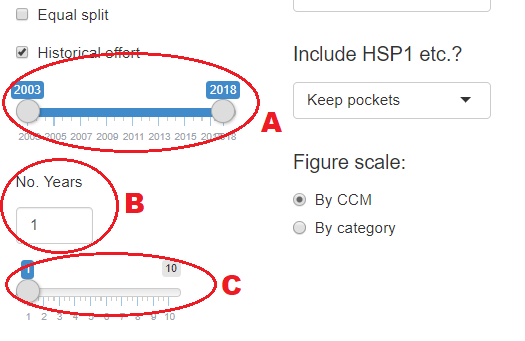 Equal split
Historical effort
2003 2018
2003 2005 2007 2009 2011 2013 2015 2018
A
No. Years
1
B
1 10
1 2 3 4 5 6 7 8 9 10
C
Include HSP1 etc.?
Keep pockets
Figure scale:
By CCM
By category